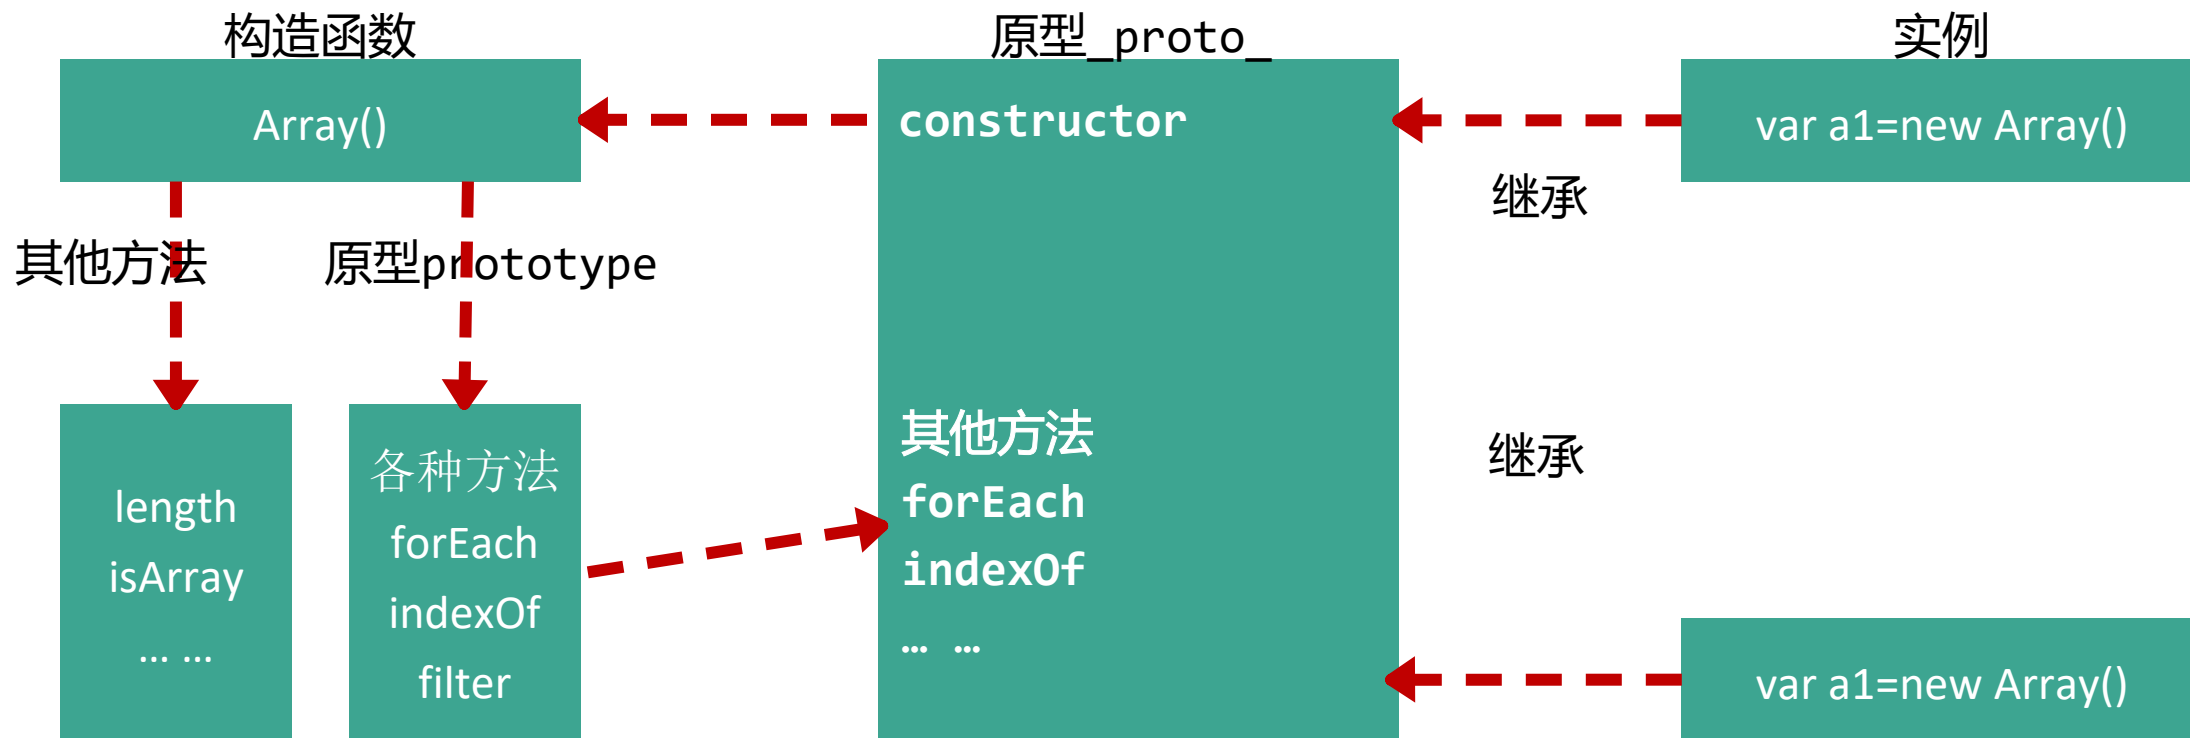 构造函数
原型_proto_
实例
Array()
constructor
var a1=new Array()
继承
其他方法
原型prototype
length
isArray
... ...
各种方法
forEach
indexOf
filter
其他方法
forEach
indexOf
... ...
继承
var a1=new Array()